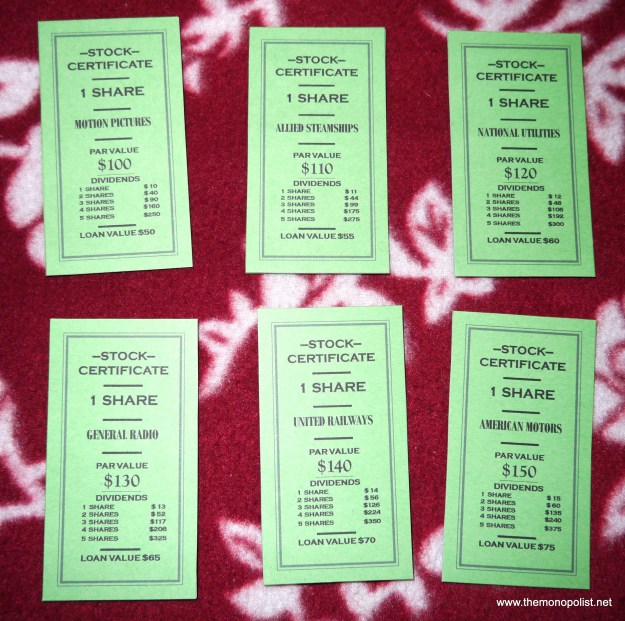 –STOCK–
CERTIFICATE
1 SHARE
MOTION PICTURES
PAR VALUE
$100
DIVIDENDS
1 SHARE $ 10
2 SHARES $ 40
3 SHARES $ 90
4 SHARES $160
5 SHARES $250
LOAN VALUE $50
–STOCK–
CERTIFICATE
1 SHARE
ALLIED STEAMSHIPS
PAR VALUE
$110
DIVIDENDS
1 SHARE $ 11
2 SHARES $ 44
3 SHARES $ 99
4 SHARES $175
5 SHARES $275
LOAN VALUE $55
–STOCK–
CERTIFICATE
1 SHARE
NATIONAL UTILITIES
PAR VALUE
$120
DIVIDENDS
1 SHARE $ 12
2 SHARES $ 48
3 SHARES $108
4 SHARES $192
5 SHARES $300
LOAN VALUE $60
–STOCK–
CERTIFICATE
1 SHARE
GENERAL RADIO
PAR VALUE
$130
DIVIDENDS
1 SHARE $ 13
2 SHARES $ 52
3 SHARES $117
4 SHARES $208
5 SHARES $325
LOAN VALUE $65
–STOCK–
CERTIFICATE
1 SHARE
UNITED RAILWAYS
PAR VALUE
$140
DIVIDENDS
1 SHARE $ 14
2 SHARES $ 56
3 SHARES $126
4 SHARES $224
5 SHARES $350
LOAN VALUE $70
–STOCK–
CERTIFICATE
1 SHARE
AMERICAN MOTORS
PAR VALUE
$150
DIVIDENDS
1 SHARE $ 15
2 SHARES $ 60
3 SHARES $135
4 SHARES $240
5 SHARES $375
LOAN VALUE $75
www.themonopolist.net